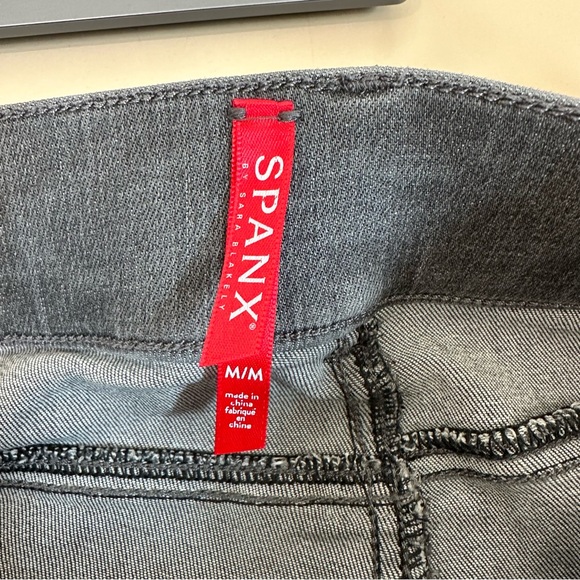 SPANX®
BY SARA BLAKELY
M/M
made in
china
fabriqué
en
chine